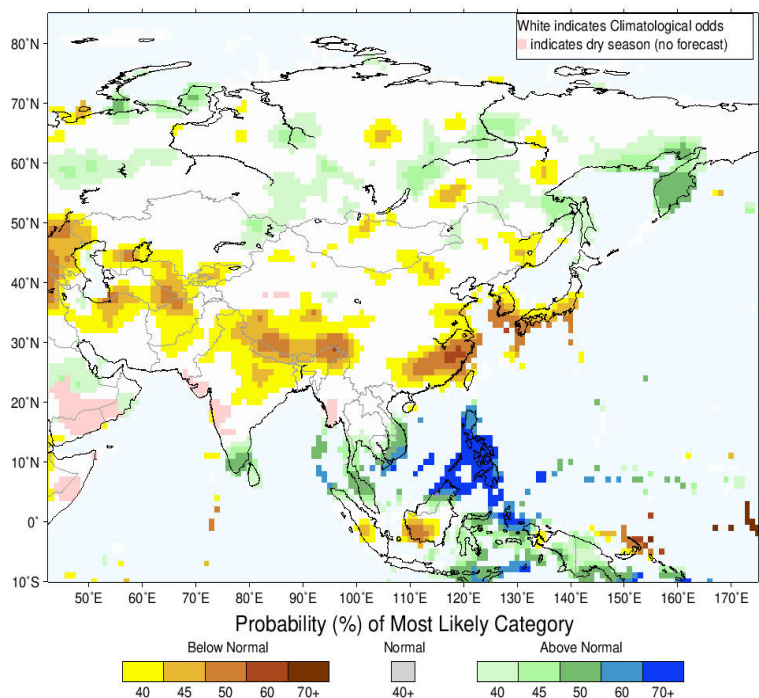 White indicates Climatological odds
indicates dry season (no forecast)
80°N
70°N
60°N
50°N
40°N
30°N
20°N
10°N
0°
10°S
50°E 60°E 70°E 80°E 90°E 100°E 110°E 120°E 130°E 140°E 150°E 160°E 170°E
Probability (%) of Most Likely Category
Below Normal Normal Above Normal
40 45 50 60 70+ 40+ 40 45 50 60 70+